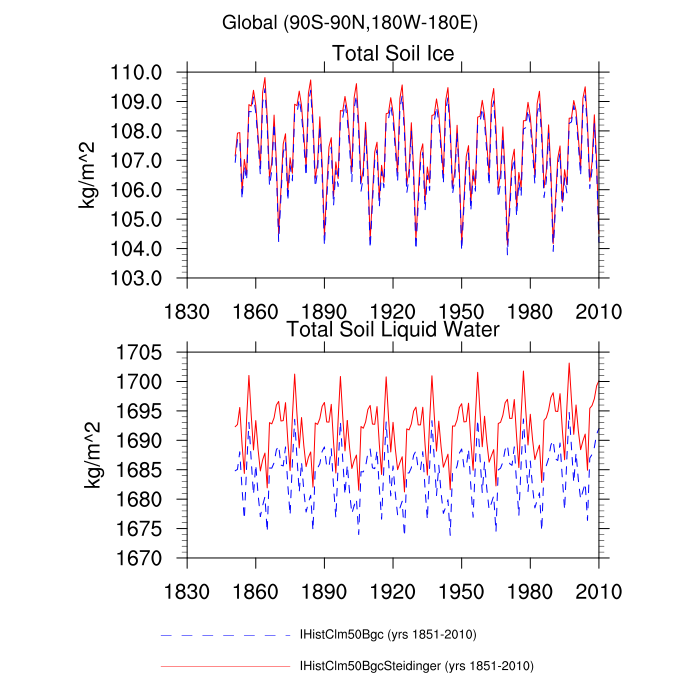 Global (90S-90N,180W-180E)
Total Soil Ice
110.0
109.0
108.0
107.0
106.0
105.0
104.0
103.0
kg/m^2
1830 1860 1890 1920 1950 1980 2010
Total Soil Liquid Water
1705
1700
1695
1690
1685
1680
1675
1670
kg/m^2
1830 1860 1890 1920 1950 1980 2010
IHistClm50Bgc (yrs 1851-2010)
IHistClm50BgcSteidinger (yrs 1851-2010)